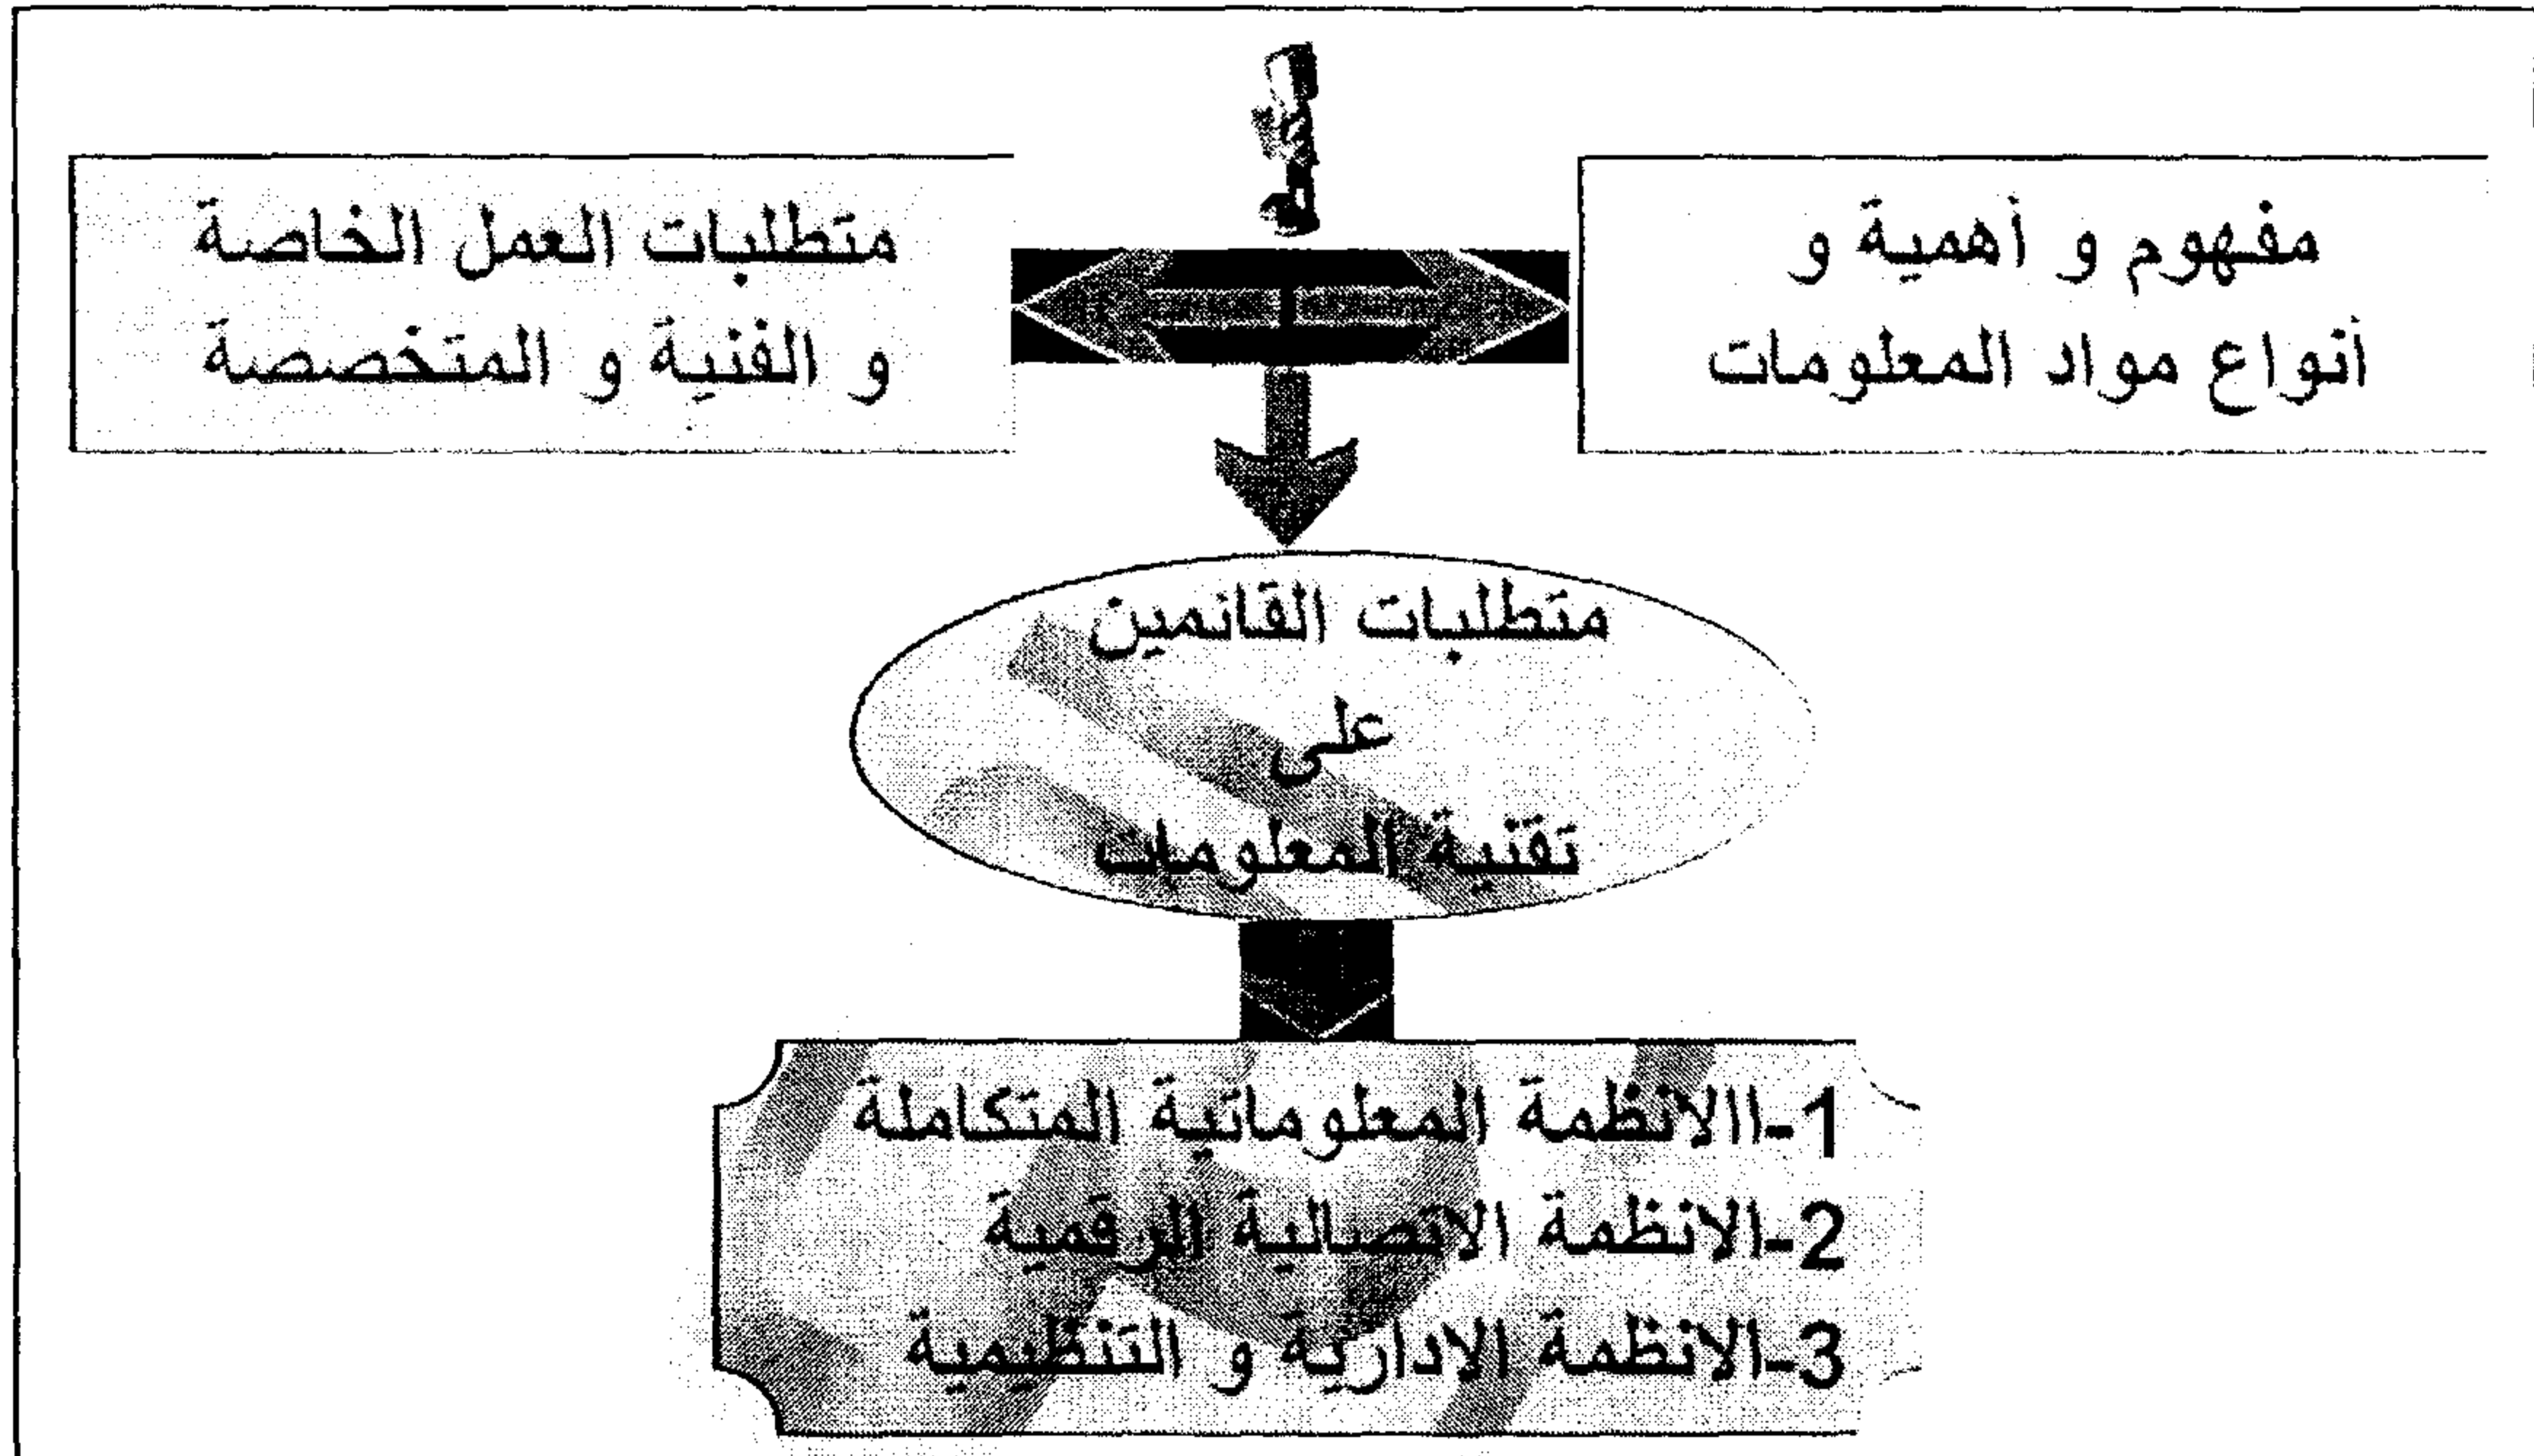 مفهوم و أهمية و
أنواع مواد المعلومات
متطلبات العمل الخاصة
و الفنية و المتخصصة
متطلبات القائمين
على
تقنية المعلومات
1-االانظمة المعلوماتية المتكاملة
2-الانظمة الاتصالية الرقمية
3-الانظمة الادارية و التنظيمية